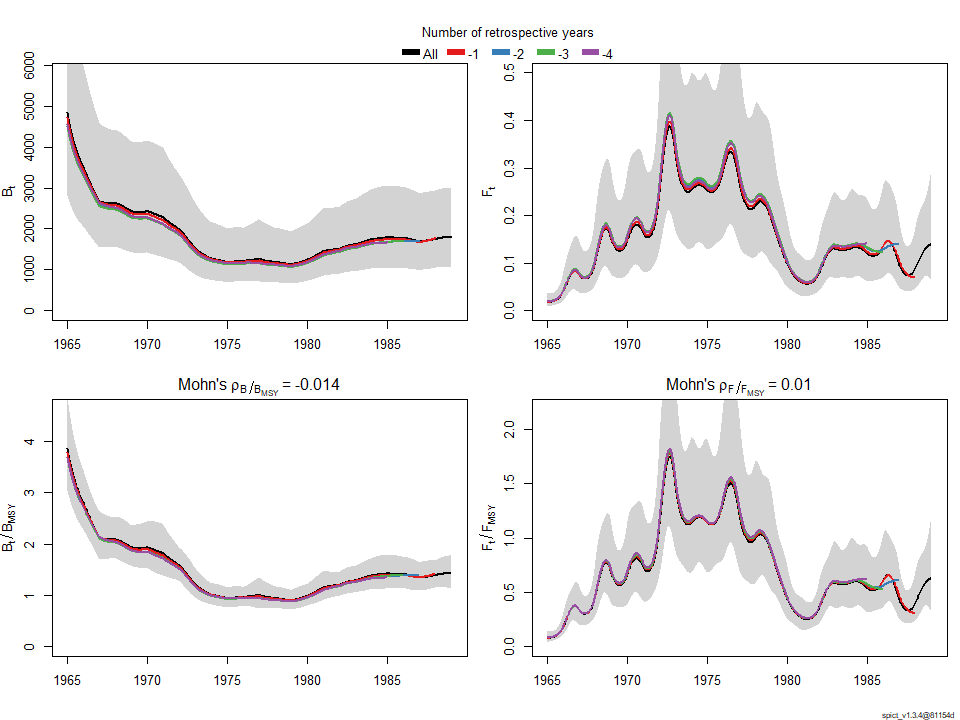 Number of retrospective years
All -1 -2 -3 -4
Bt
6000
5000
4000
3000
2000
1000
0
1965 1970 1975 1980 1985
Ft
0.5
0.4
0.3
0.2
0.1
0.0
1965 1970 1975 1980 1985
Mohn's ρB/BMSY = -0.014
Bt/BMSY
4
3
2
1
0
1965 1970 1975 1980 1985
Mohn's ρF/FMSY = 0.01
Ft/FMSY
2.0
1.5
1.0
0.5
0.0
1965 1970 1975 1980 1985
spict_v1.3.4@81154d